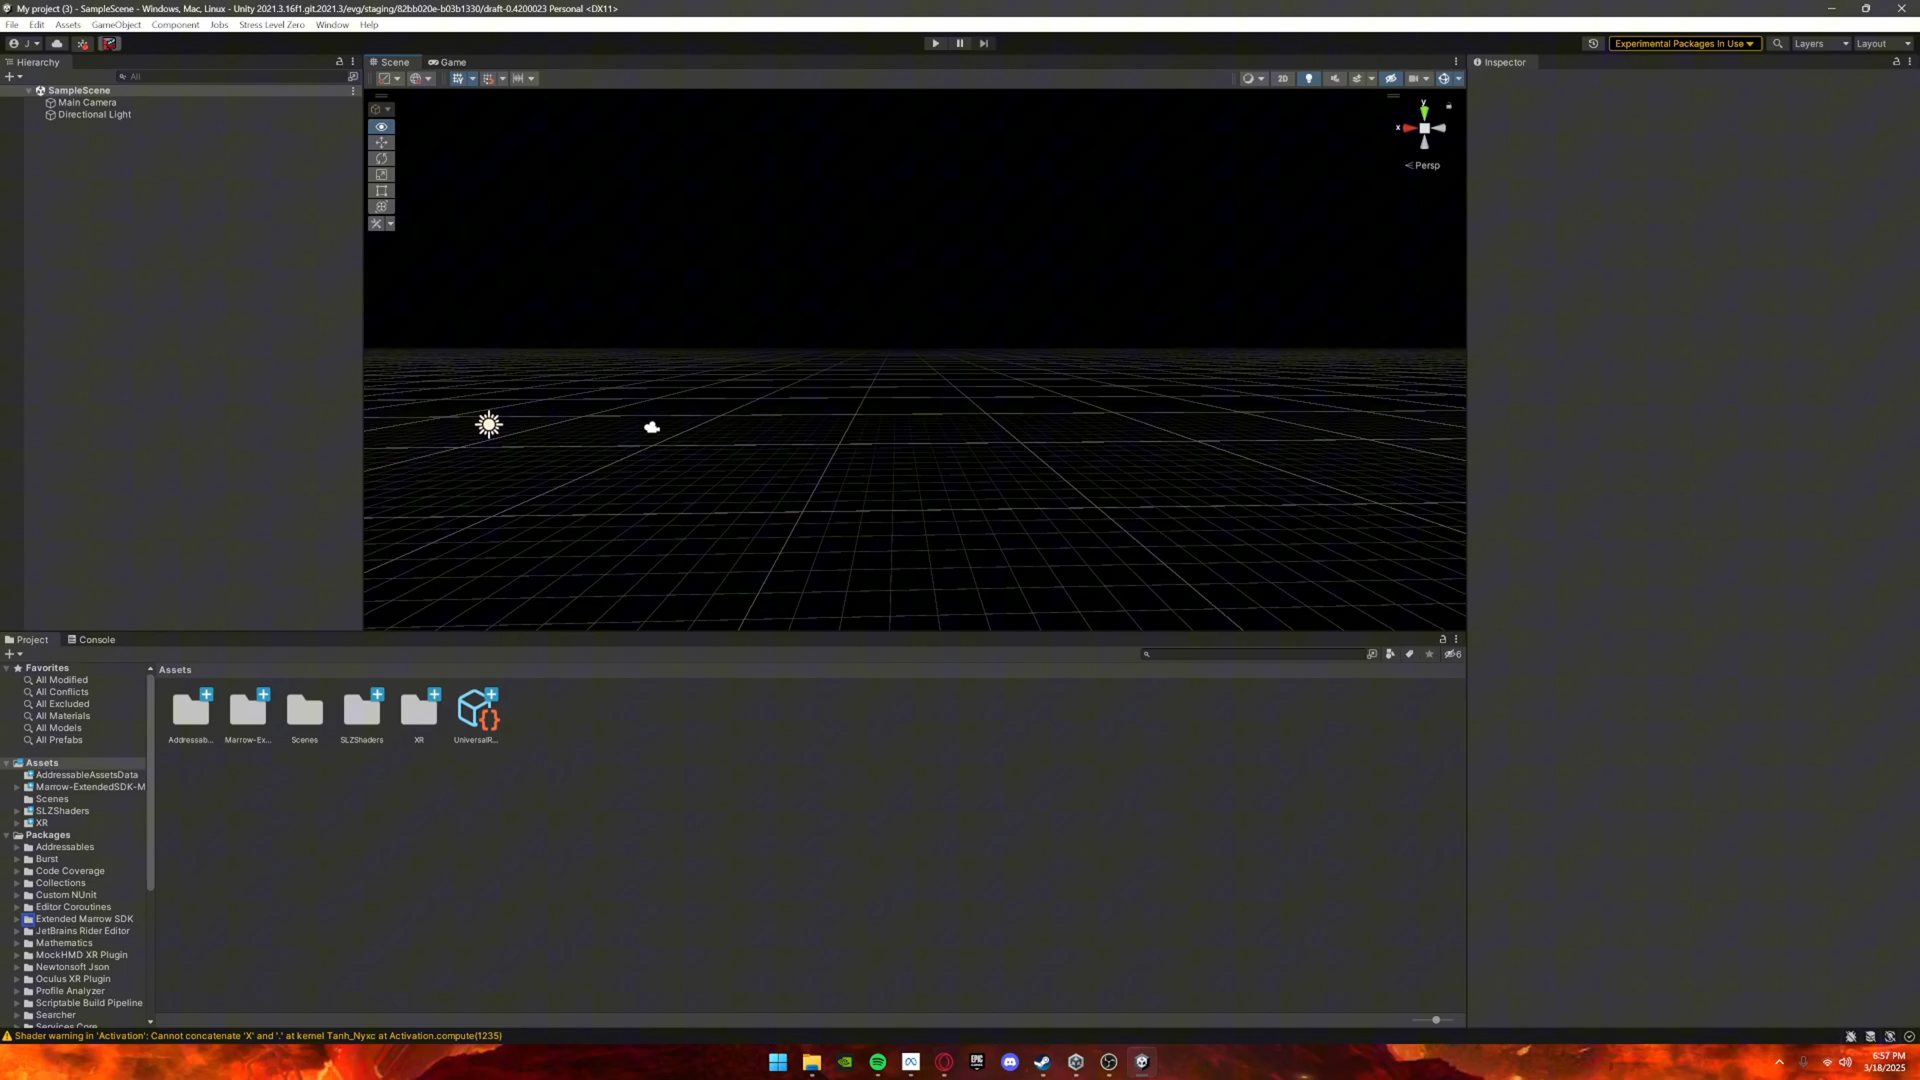 My project (3) - SampleScene - Windows, Mac, Linux - Unity 2021.3.16f1.git.2021.3/evg/staging/82bb020e-b03b1330/draft-0.4200023 Personal <DX11>
File Edit Assets GameObject Component Jobs Stress Level Zero Window Help
J Experimental Packages In Use Layers Layout
Hierarchy Scene Game Inspector
All 2D
SampleScene
Main Camera
Directional Light
y
x
Persp
Project Console
6
Favorites
All Modified
All Conflicts
All Excluded
All Materials
All Models
All Prefabs
Assets
AddressableAssetsData
Marrow-ExtendedSDK-M
Scenes
SLZShaders
XR
Packages
Addressables
Burst
Code Coverage
Collections
Custom NUnit
Editor Coroutines
Extended Marrow SDK
JetBrains Rider Editor
Mathematics
MockHMD XR Plugin
Newtonsoft Json
Oculus XR Plugin
Profile Analyzer
Scriptable Build Pipeline
Searcher
Services Core
Assets
Addressab... Marrow-Ex... Scenes SLZShaders XR UniversalR...
Shader warning in 'Activation': Cannot concatenate 'X' and '.' at kernel Tanh_Nyxc at Activation.compute(1235)
EPIC
6:57 PM
3/18/2025